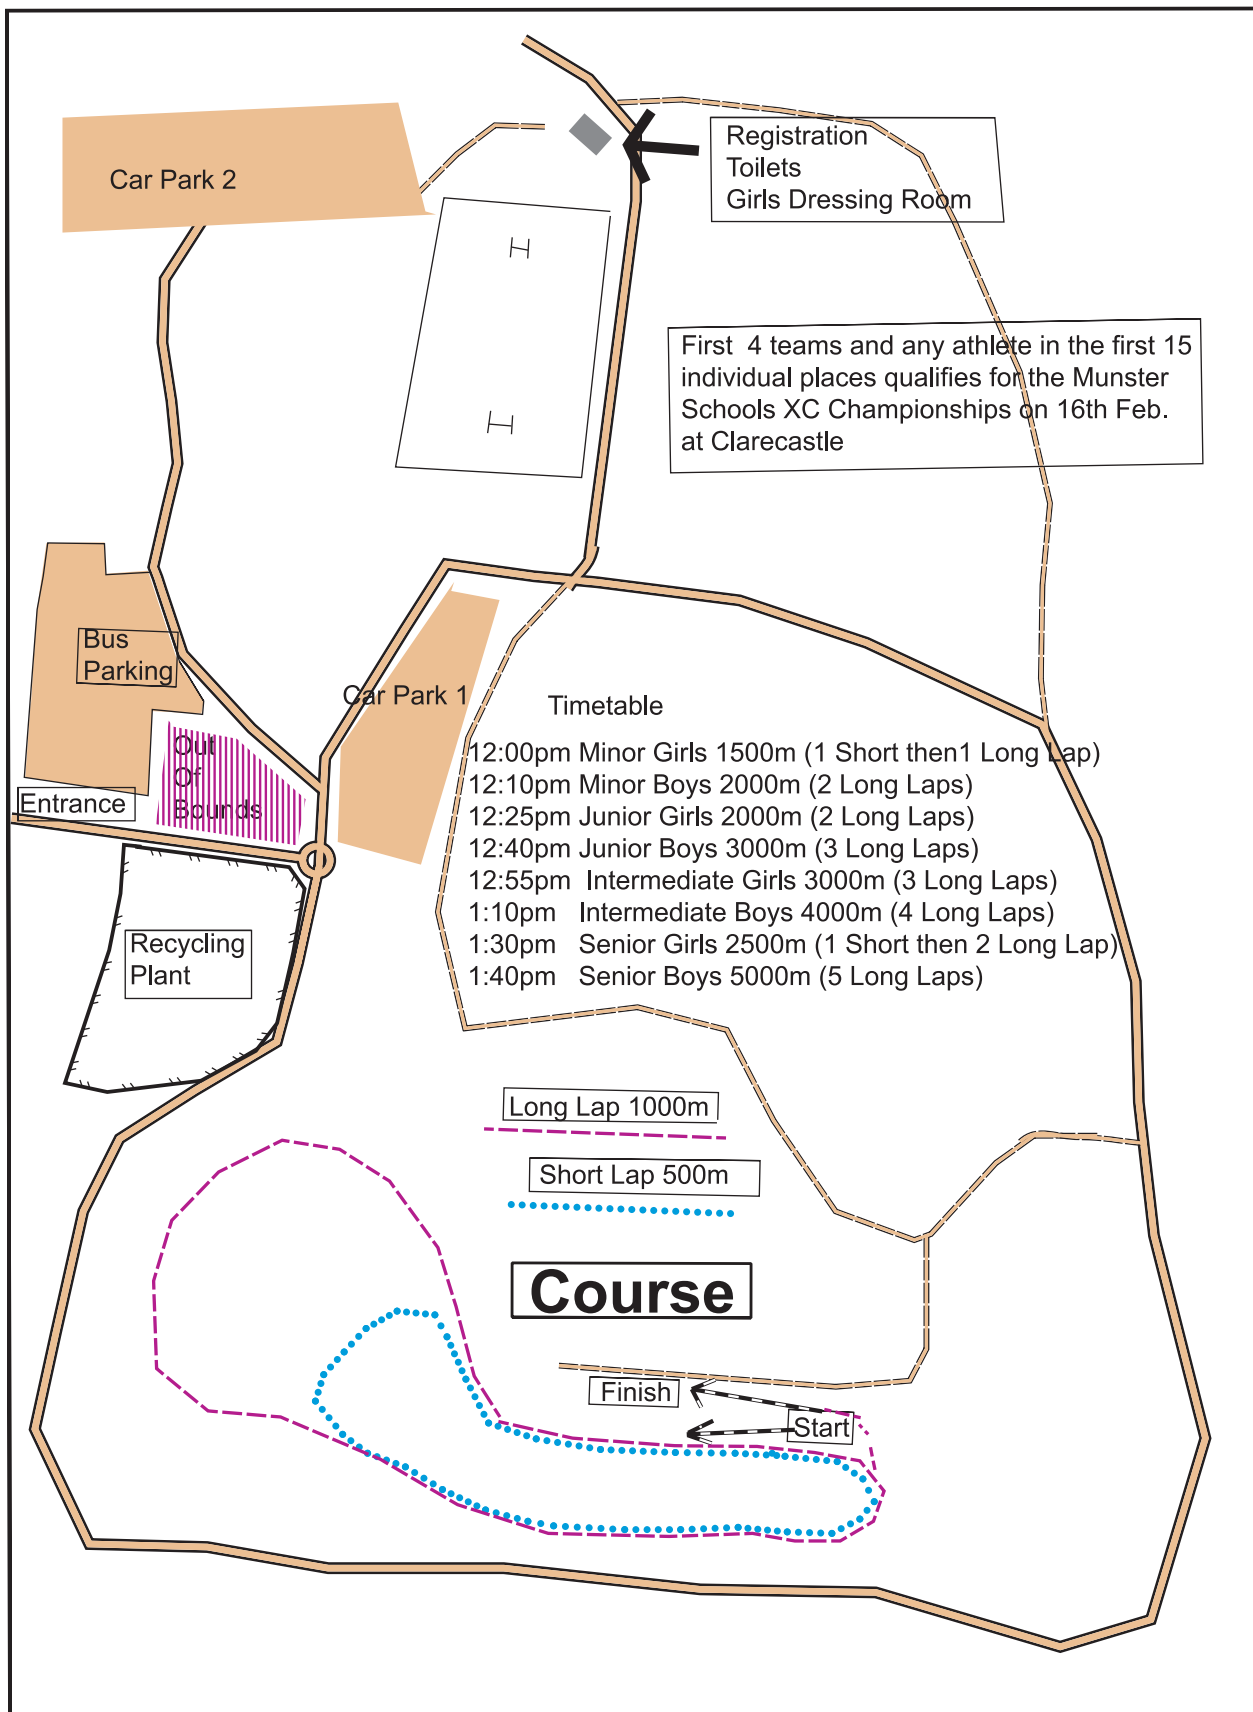 Car Park 2
Registration
Toilets
Girls Dressing Room
First  4 teams and any athlete in the first 15
individual places qualifies for the Munster
Schools XC Championships on 16th Feb.
at Clarecastle
Bus
Parking
Car Park 1
Out
Of
Bounds
Entrance
Timetable
12:00pm Minor Girls 1500m (1 Short then1 Long Lap)
12:10pm Minor Boys 2000m (2 Long Laps)
12:25pm Junior Girls 2000m (2 Long Laps)
12:40pm Junior Boys 3000m (3 Long Laps)
12:55pm  Intermediate Girls 3000m (3 Long Laps)
1:10pm   Intermediate Boys 4000m (4 Long Laps)
1:30pm   Senior Girls 2500m (1 Short then 2 Long Lap)
1:40pm   Senior Boys 5000m (5 Long Laps)
Recycling
Plant
Long Lap 1000m
Short Lap 500m
Course
Finish
Start